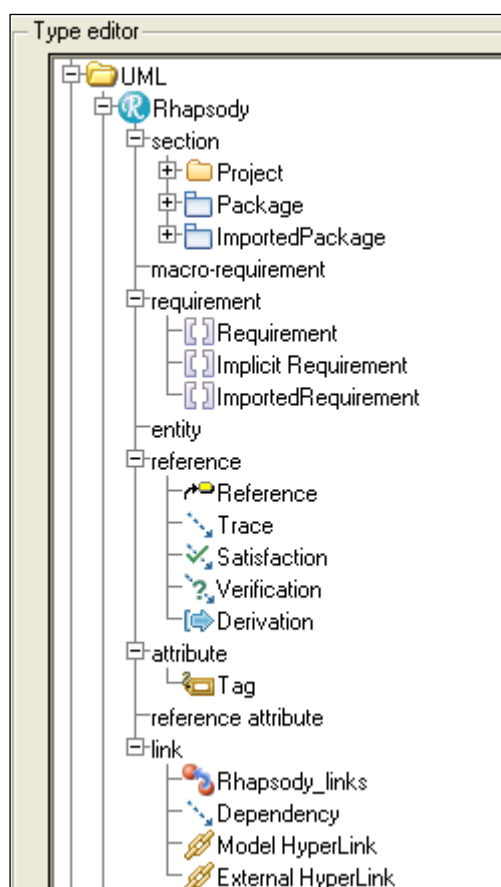 Type editor
UML
Rhapsody
section
Project
Package
ImportedPackage
macro-requirement
requirement
Requirement
Implicit Requirement
ImportedRequirement
entity
reference
Reference
Trace
Satisfaction
Verification
Derivation
attribute
Tag
reference attribute
link
Rhapsody_links
Dependency
Model HyperLink
External HyperLink